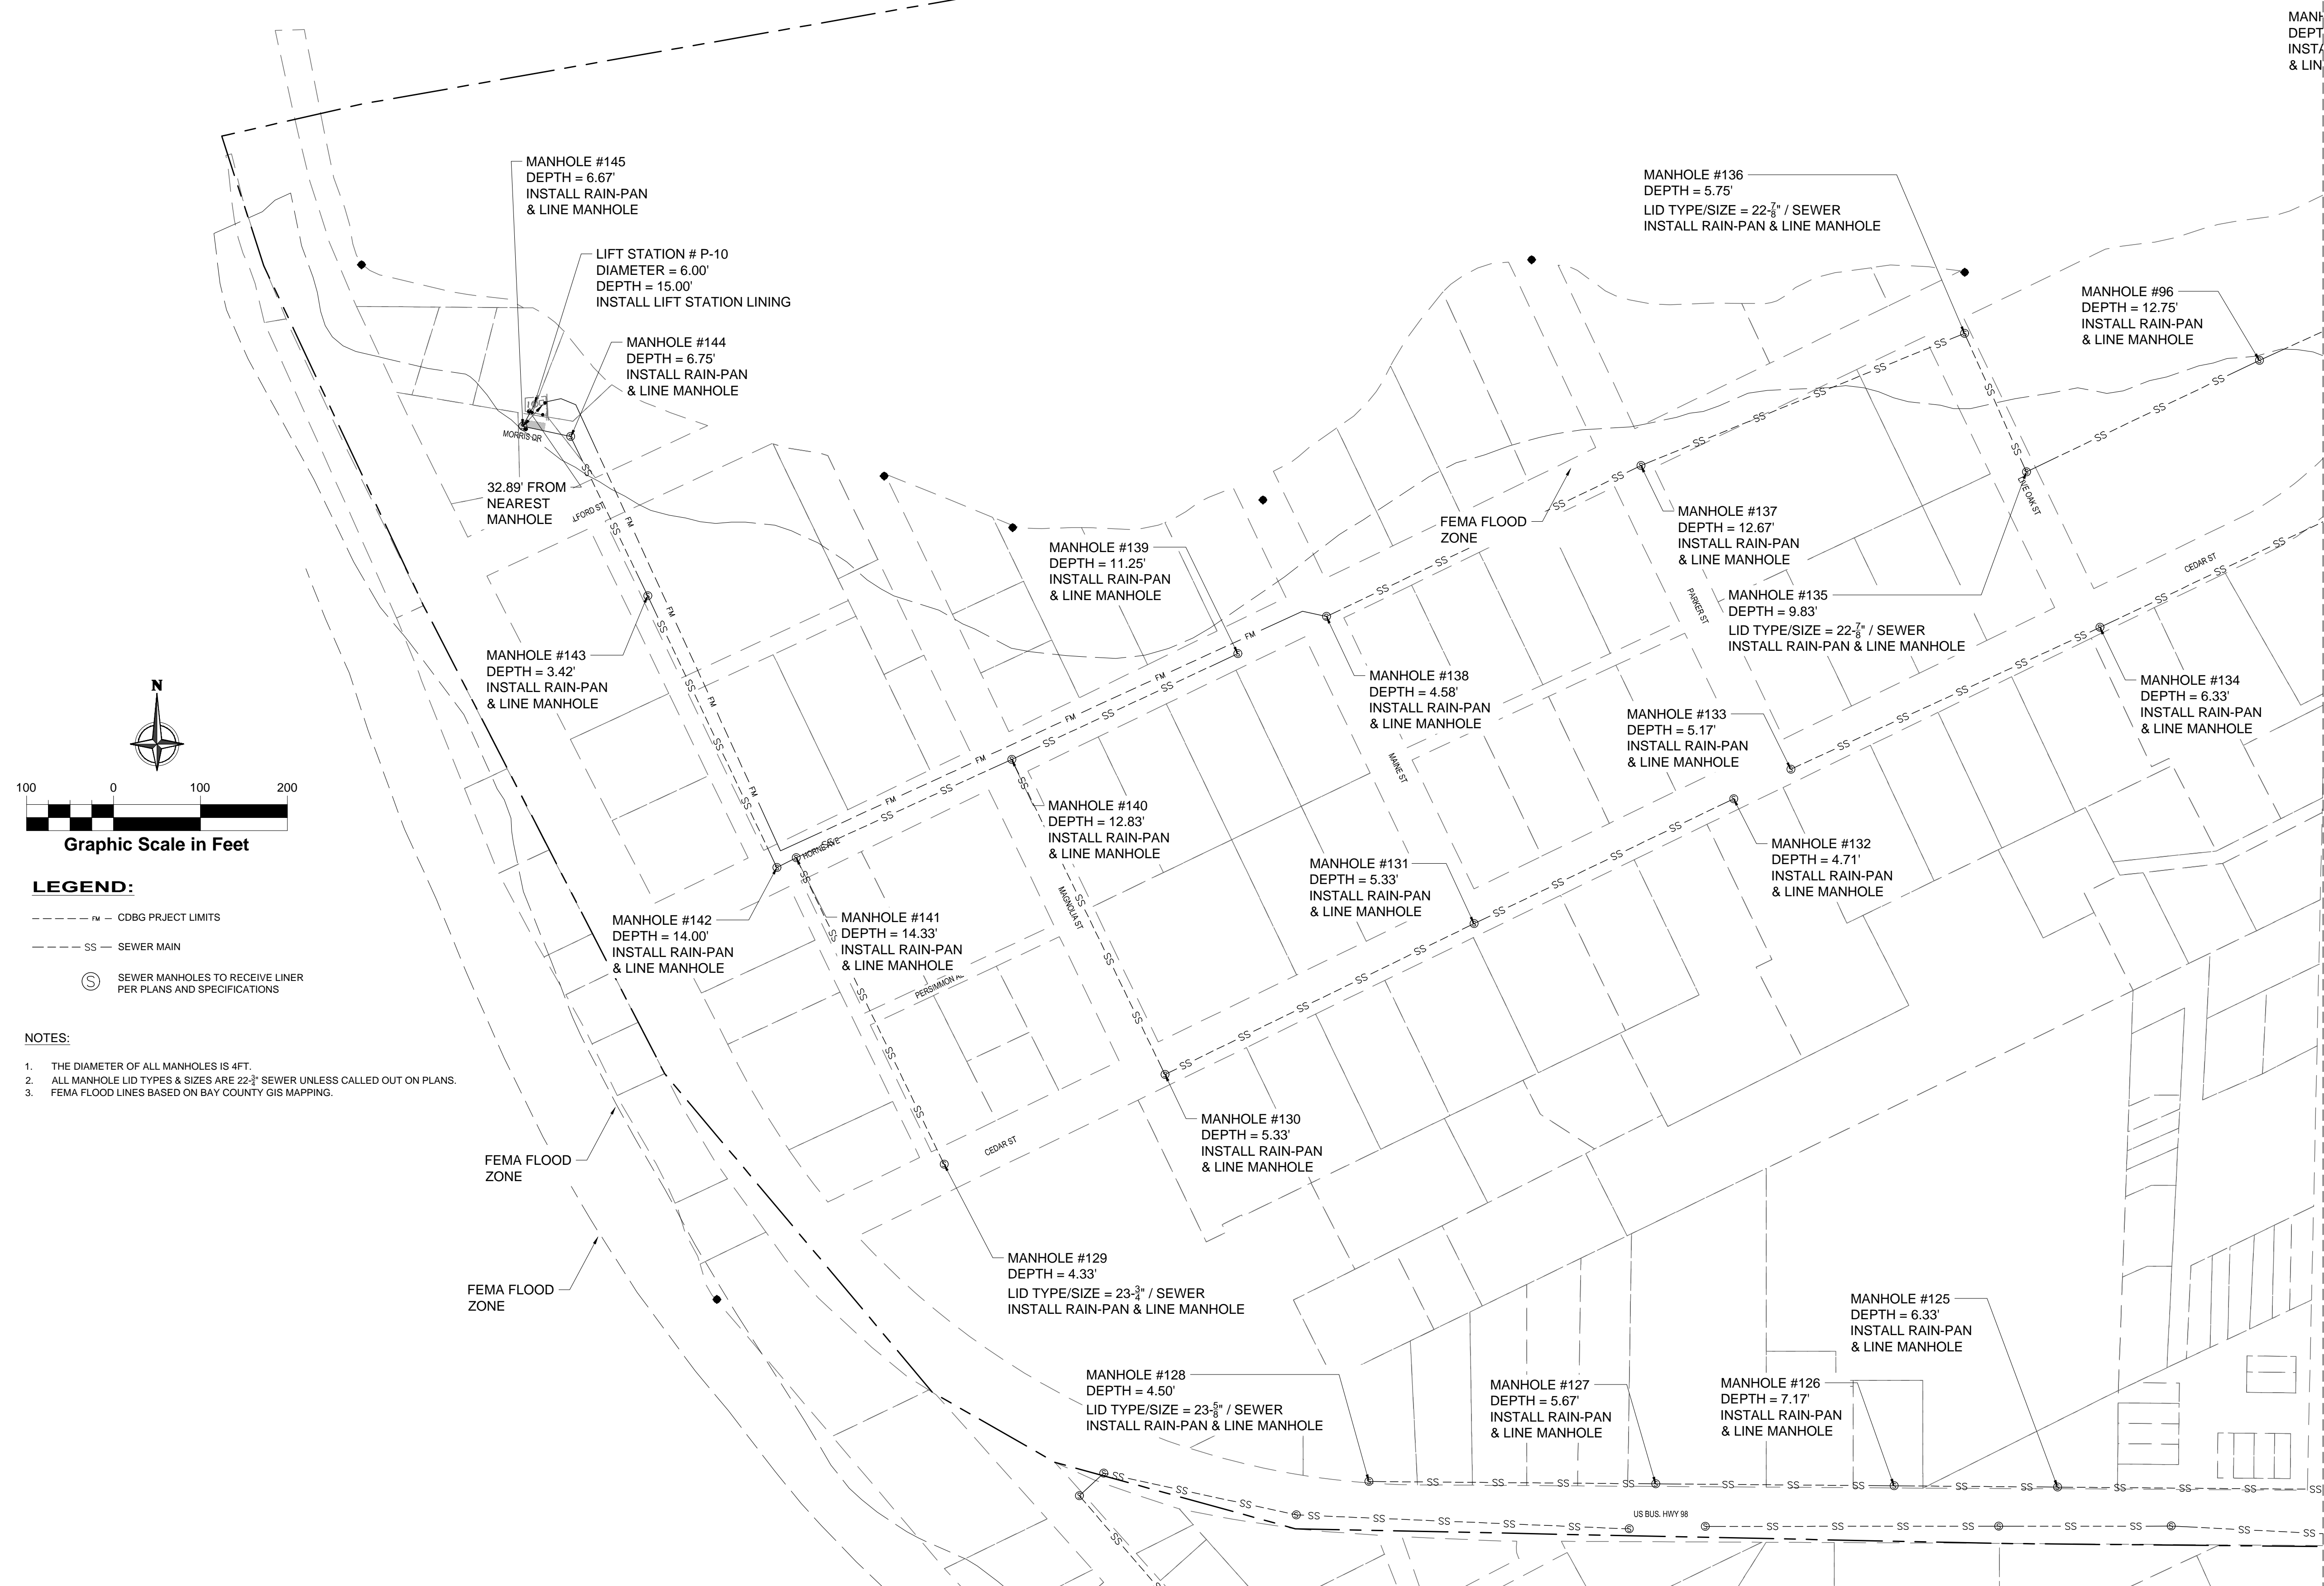 MANHOLE #145
DEPTH = 6.67'
INSTALL RAIN-PAN
& LINE MANHOLE
LIFT STATION # P-10
DIAMETER = 6.00'
DEPTH = 15.00'
INSTALL LIFT STATION LINING
MANHOLE #144
DEPTH = 6.75'
INSTALL RAIN-PAN
& LINE MANHOLE
MORRIS DR
32.89' FROM
NEAREST
MANHOLE
MANHOLE #136
DEPTH = 5.75'
LID TYPE/SIZE = 22-7/8" / SEWER
INSTALL RAIN-PAN & LINE MANHOLE
MANHOLE #96
DEPTH = 12.75'
INSTALL RAIN-PAN
& LINE MANHOLE
LIVE OAK ST
FEMA FLOOD
ZONE
MANHOLE #137
DEPTH = 12.67'
INSTALL RAIN-PAN
& LINE MANHOLE
MANHOLE #139
DEPTH = 11.25'
INSTALL RAIN-PAN
& LINE MANHOLE
PARKER ST
MANHOLE #135
DEPTH = 9.83'
LID TYPE/SIZE = 22-7/8" / SEWER
INSTALL RAIN-PAN & LINE MANHOLE
CEDAR ST
MANHOLE #143
DEPTH = 3.42'
INSTALL RAIN-PAN
& LINE MANHOLE
MANHOLE #138
DEPTH = 4.58'
INSTALL RAIN-PAN
& LINE MANHOLE
MAINE ST
MANHOLE #133
DEPTH = 5.17'
INSTALL RAIN-PAN
& LINE MANHOLE
MANHOLE #134
DEPTH = 6.33'
INSTALL RAIN-PAN
& LINE MANHOLE
N
100 0 100 200
Graphic Scale in Feet
LEGEND:
FM CDBG PRJECT LIMITS
SS SEWER MAIN
S SEWER MANHOLES TO RECEIVE LINER
PER PLANS AND SPECIFICATIONS
NOTES:
1. THE DIAMETER OF ALL MANHOLES IS 4FT.
2. ALL MANHOLE LID TYPES & SIZES ARE 22-3/4" SEWER UNLESS CALLED OUT ON PLANS.
3. FEMA FLOOD LINES BASED ON BAY COUNTY GIS MAPPING.
MANHOLE #140
DEPTH = 12.83'
INSTALL RAIN-PAN
& LINE MANHOLE
MAGNOLIA ST
MANHOLE #131
DEPTH = 5.33'
INSTALL RAIN-PAN
& LINE MANHOLE
MANHOLE #132
DEPTH = 4.71'
INSTALL RAIN-PAN
& LINE MANHOLE
MANHOLE #142
DEPTH = 14.00'
INSTALL RAIN-PAN
& LINE MANHOLE
MANHOLE #141
DEPTH = 14.33'
INSTALL RAIN-PAN
& LINE MANHOLE
PERSIMMON
MANHOLE #130
DEPTH = 5.33'
INSTALL RAIN-PAN
& LINE MANHOLE
CEDAR ST
FEMA FLOOD
ZONE
FEMA FLOOD
ZONE
MANHOLE #129
DEPTH = 4.33'
LID TYPE/SIZE = 23-3/4" / SEWER
INSTALL RAIN-PAN & LINE MANHOLE
MANHOLE #128
DEPTH = 4.50'
LID TYPE/SIZE = 23-5/8" / SEWER
INSTALL RAIN-PAN & LINE MANHOLE
MANHOLE #127
DEPTH = 5.67'
INSTALL RAIN-PAN
& LINE MANHOLE
MANHOLE #126
DEPTH = 7.17'
INSTALL RAIN-PAN
& LINE MANHOLE
MANHOLE #125
DEPTH = 6.33'
INSTALL RAIN-PAN
& LINE MANHOLE
US BUS. HWY 98